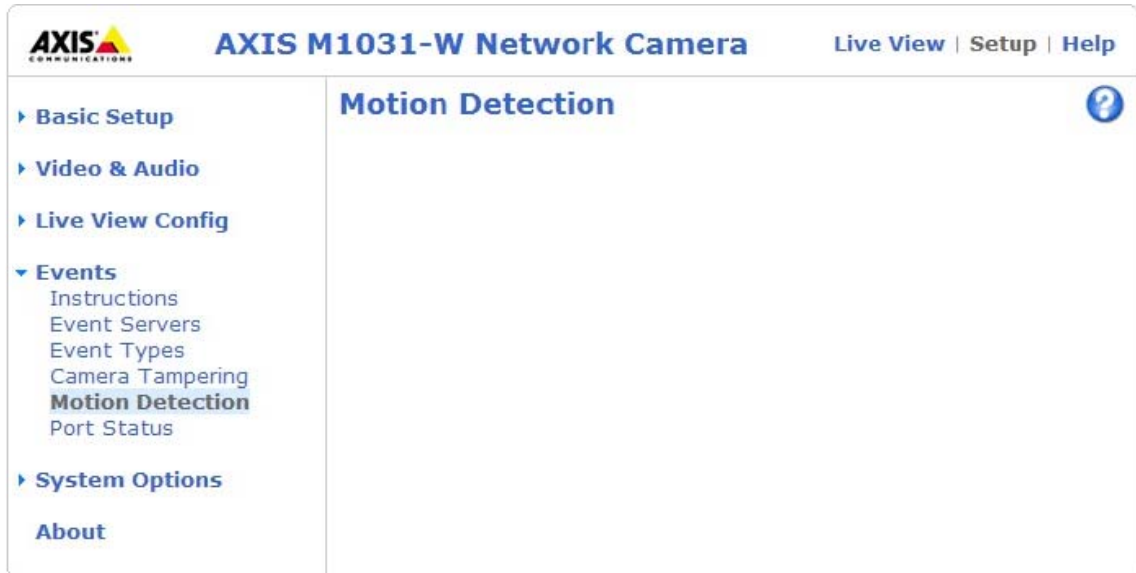 AXIS
COMMUNICATIONS
AXIS M1031-W Network Camera
Live View | Setup | Help
Basic Setup
Video & Audio
Live View Config
Events
Instructions
Event Servers
Event Types
Camera Tampering
Motion Detection
Port Status
System Options
About
Motion Detection
?